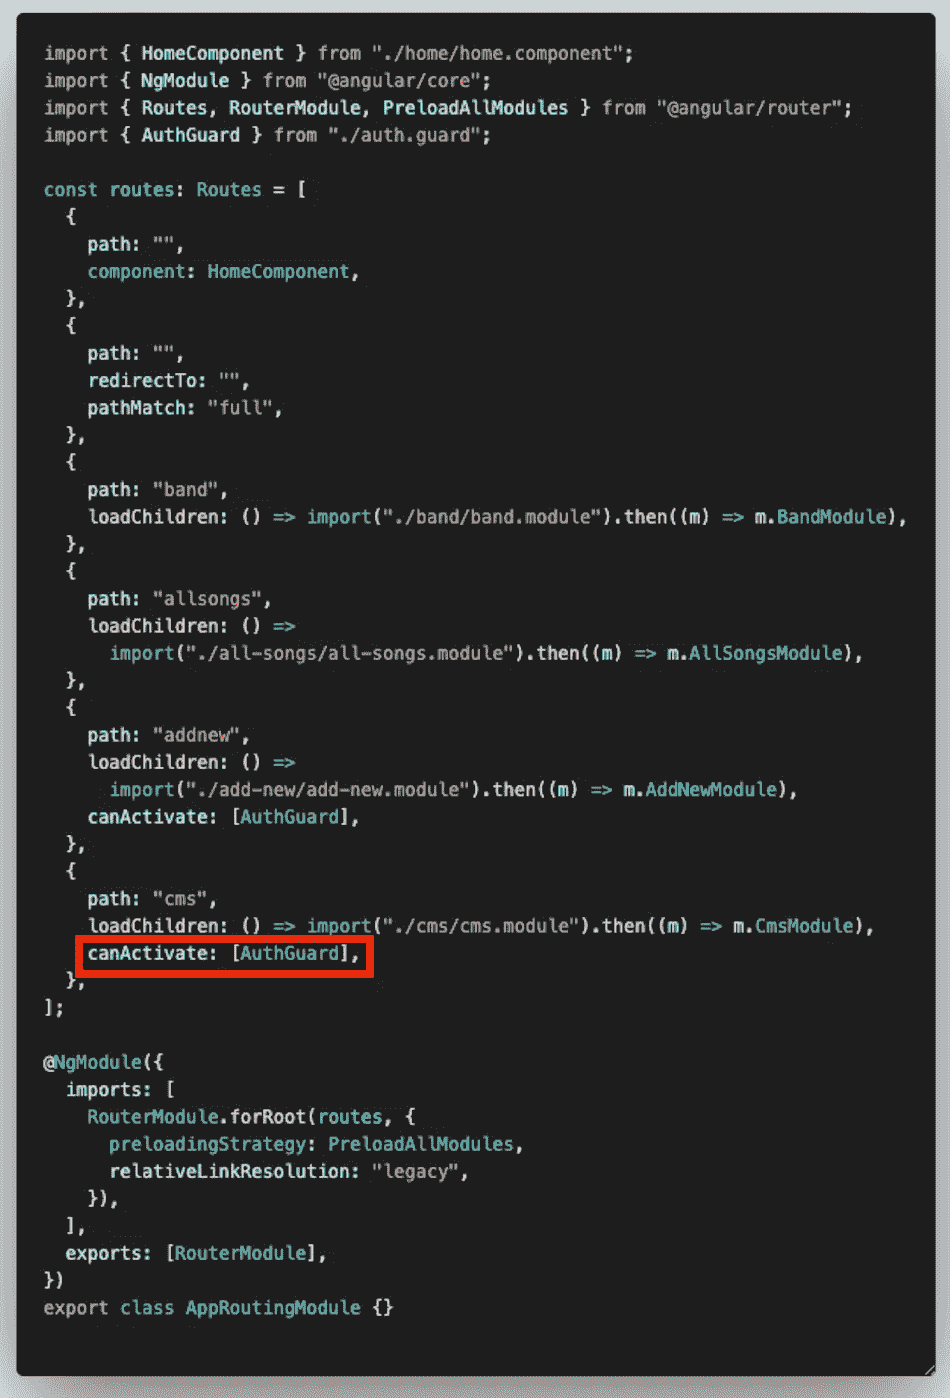 import { HomeComponent } from "./home/home.component";
import { NgModule } from "@angular/core";
import { Routes, RouterModule, PreloadAllModules } from "@angular/router";
import { AuthGuard } from "./auth.guard";

const routes: Routes = [
  {
    path: "",
    component: HomeComponent,
  },
  {
    path: "",
    redirectTo: "",
    pathMatch: "full",
  },
  {
    path: "band",
    loadChildren: () => import("./band/band.module").then((m) => m.BandModule),
  },
  {
    path: "allsongs",
    loadChildren: () =>
      import("./all-songs/all-songs.module").then((m) => m.AllSongsModule),
  },
  {
    path: "addnew",
    loadChildren: () =>
      import("./add-new/add-new.module").then((m) => m.AddNewModule),
    canActivate: [AuthGuard],
  },
  {
    path: "cms",
    loadChildren: () => import("./cms/cms.module").then((m) => m.CmsModule),
    canActivate: [AuthGuard],
  },
];

@NgModule({
  imports: [
    RouterModule.forRoot(routes, {
      preloadingStrategy: PreloadAllModules,
      relativeLinkResolution: "legacy",
    }),
  ],
  exports: [RouterModule],
})
export class AppRoutingModule {}